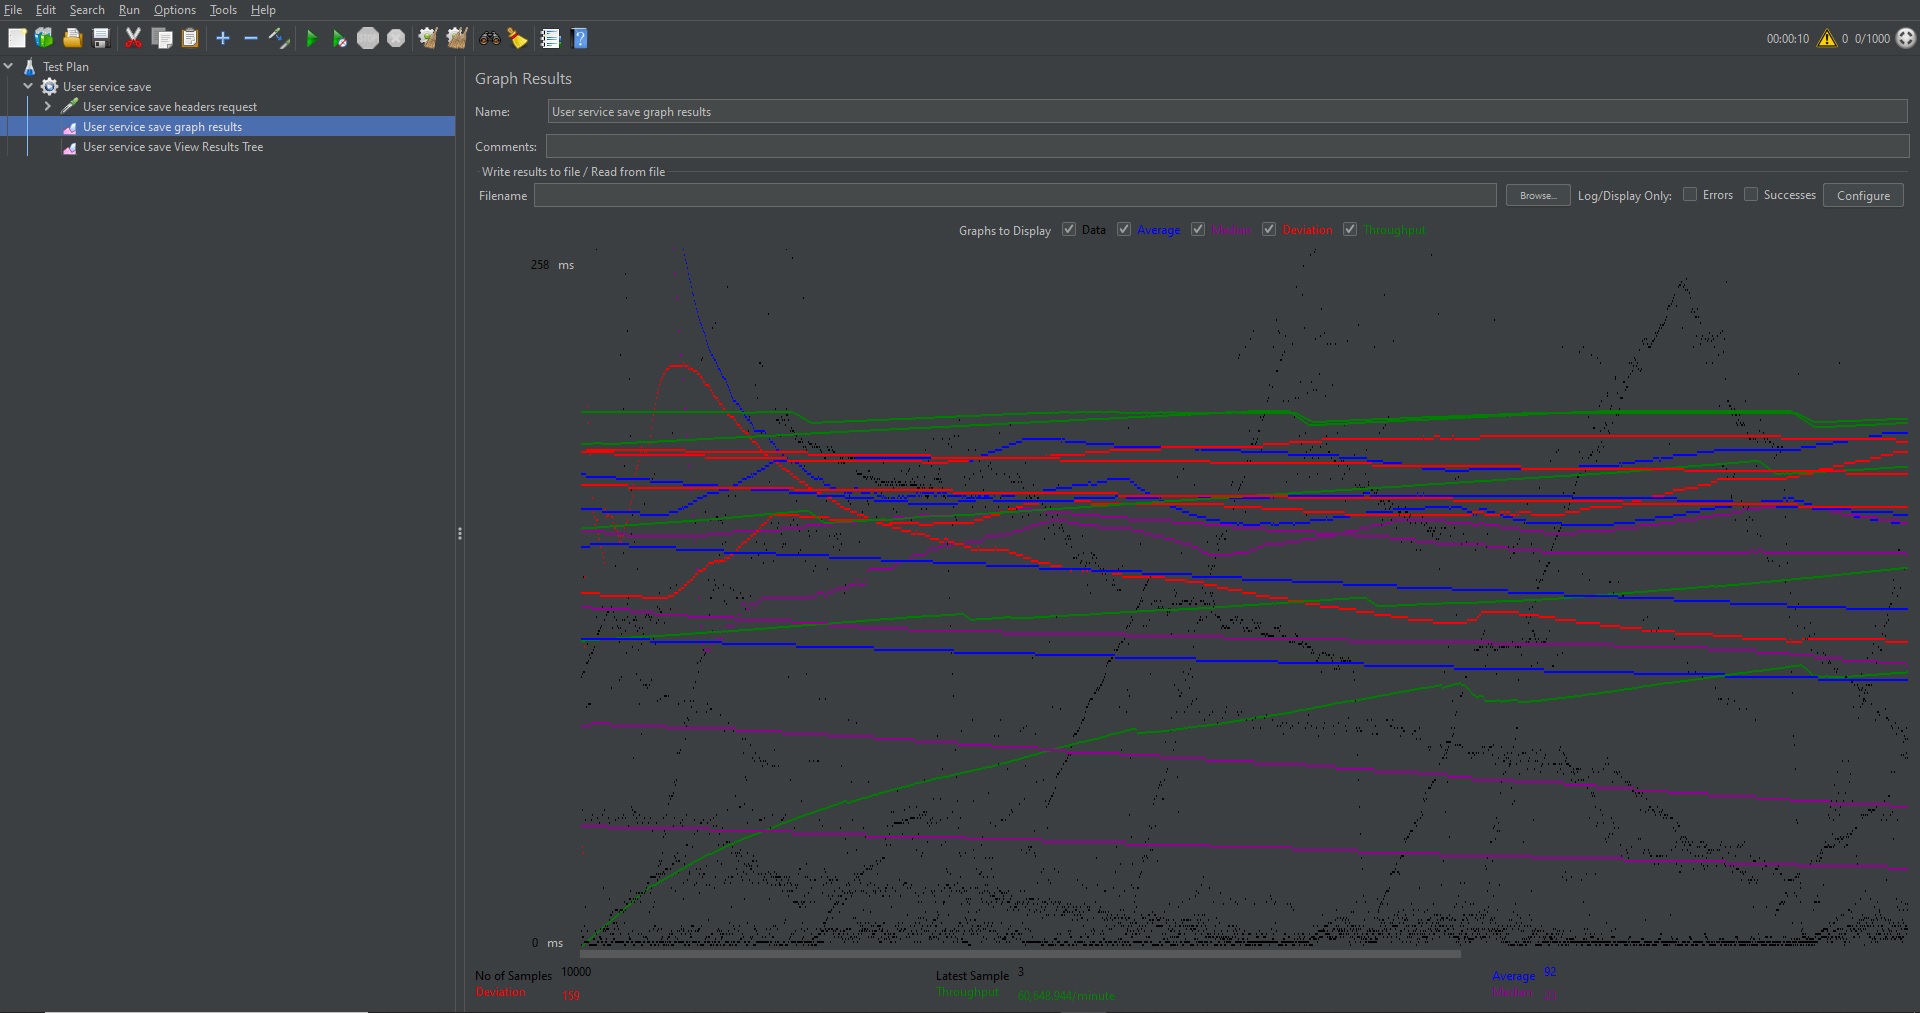 File Edit Search Run Options Tools Help
00:00:10 0 0/1000
Test Plan
User service save
User service save headers request
User service save graph results
User service save View Results Tree
Graph Results
Name: User service save graph results
Comments:
Write results to file / Read from file
Filename Browse... Log/Display Only: Errors Successes Configure
Graphs to Display Data Average Median Deviation Throughput
258 ms
0 ms
No of Samples 10000 Latest Sample 3 Average 92
Deviation 159 Throughput 60,648.944/minute Median